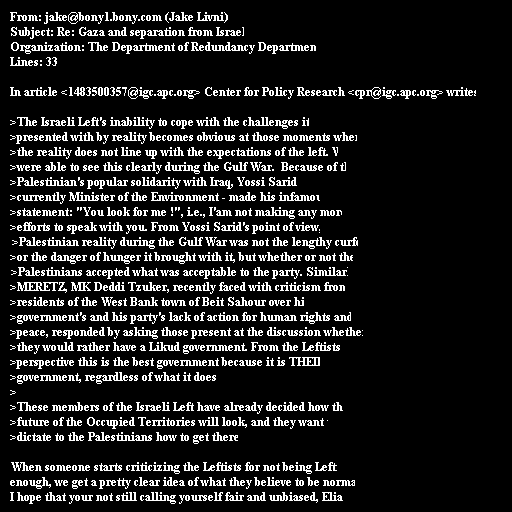 From: jake@bony1.bony.com (Jake Livni)
Subject: Re: Gaza and separation from Israel
Organization: The Department of Redundancy Departmen
Lines: 33

In article <1483500357@igc.apc.org> Center for Policy Research <cpr@igc.apc.org> writes

>The Israeli Left's inability to cope with the challenges it
>presented with by reality becomes obvious at those moments when
>the reality does not line up with the expectations of the left. W
>were able to see this clearly during the Gulf War.  Because of th
>Palestinian's popular solidarity with Iraq, Yossi Sarid
>currently Minister of the Environment - made his infamou
>statement: "You look for me !", i.e., I'am not making any mor
>efforts to speak with you. From Yossi Sarid's point of view,
>Palestinian reality during the Gulf War was not the lengthy curfe
>or the danger of hunger it brought with it, but whether or not the
>Palestinians accepted what was acceptable to the party. Similarl
>MERETZ, MK Deddi Tzuker, recently faced with criticism from
>residents of the West Bank town of Beit Sahour over hi
>government's and his party's lack of action for human rights and
>peace, responded by asking those present at the discussion whethe
>they would rather have a Likud government. From the Leftists
>perspective this is the best government because it is THEI
>government, regardless of what it does
>
>These members of the Israeli Left have already decided how th
>future of the Occupied Territories will look, and they want
>dictate to the Palestinians how to get there

When someone starts criticizing the Leftists for not being Left
enough, we get a pretty clear idea of what they believe to be norma
I hope that your not still calling yourself fair and unbiased, Elia